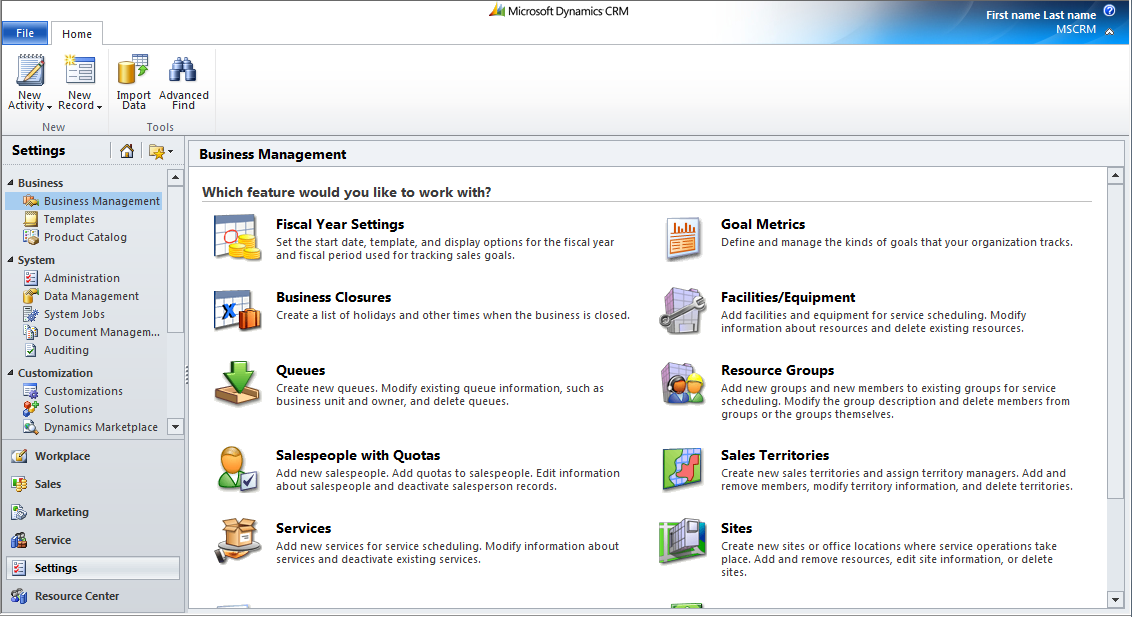 Microsoft Dynamics CRM
First name Last name
MSCRM
File
Home
New Activity
New Record
Import Data
Advanced Find
New
Tools
Settings
Business
Business Management
Templates
Product Catalog
System
Administration
Data Management
System Jobs
Document Managem...
Auditing
Customization
Customizations
Solutions
Dynamics Marketplace
Workplace
Sales
Marketing
Service
Settings
Resource Center
Business Management
Which feature would you like to work with?
Fiscal Year Settings
Set the start date, template, and display options for the fiscal year
and fiscal period used for tracking sales goals.
Goal Metrics
Define and manage the kinds of goals that your organization tracks.
Business Closures
Create a list of holidays and other times when the business is closed.
Facilities/Equipment
Add facilities and equipment for service scheduling. Modify
information about resources and delete existing resources.
Queues
Create new queues. Modify existing queue information, such as
business unit and owner, and delete queues.
Resource Groups
Add new groups and new members to existing groups for service
scheduling. Modify the group description and delete members from
groups or the groups themselves.
Salespeople with Quotas
Add new salespeople. Add quotas to salespeople. Edit information
about salespeople and deactivate salesperson records.
Sales Territories
Create new sales territories and assign territory managers. Add and
remove members, modify territory information, and delete territories.
Services
Add new services for service scheduling. Modify information about
services and deactivate existing services.
Sites
Create new sites or office locations where service operations take
place. Add and remove resources, edit site information, or delete
sites.